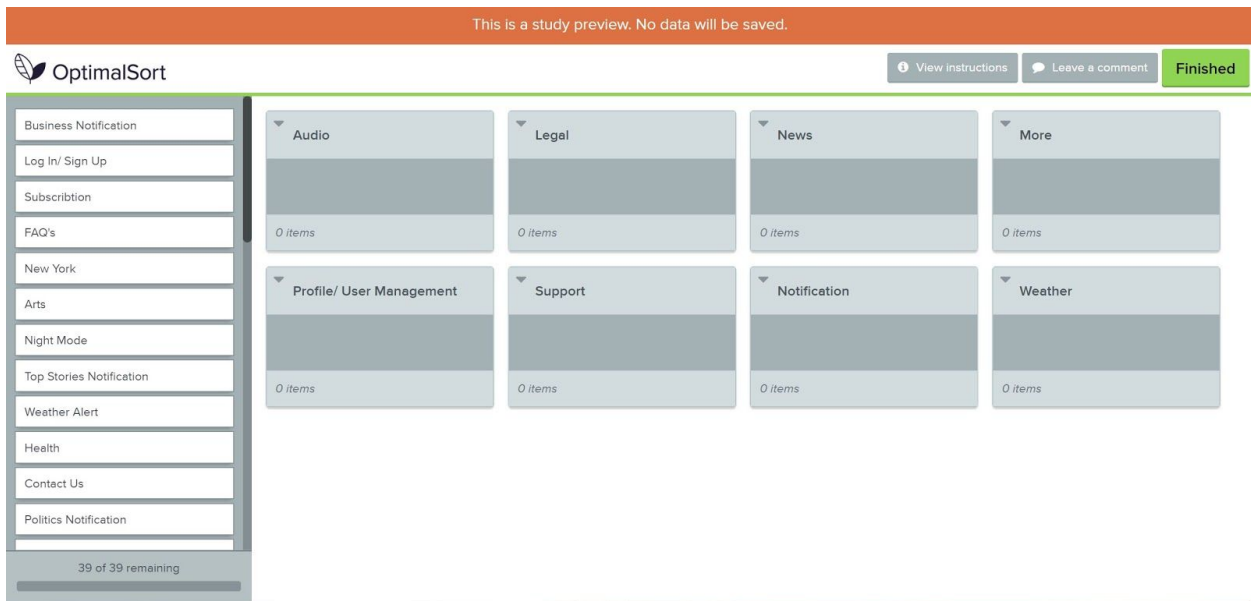 This is a study preview. No data will be saved.
OptimalSort
View instructions
Leave a comment
Finished
Business Notification
Log In/ Sign Up
Subscribtion
FAQ's
New York
Arts
Night Mode
Top Stories Notification
Weather Alert
Health
Contact Us
Politics Notification
39 of 39 remaining
Audio
0 items
Legal
0 items
News
0 items
More
0 items
Profile/ User Management
0 items
Support
0 items
Notification
0 items
Weather
0 items